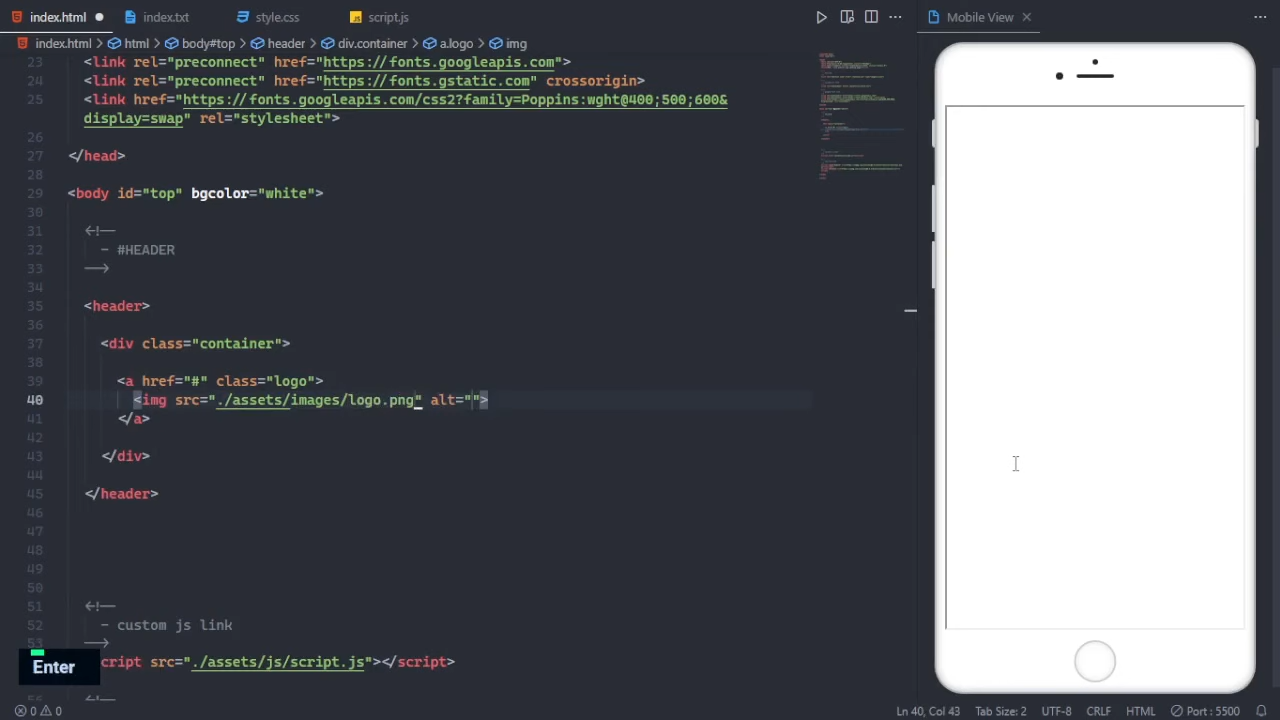 index.html
index.txt
style.css
script.js
Mobile View
index.html > html > body#top > header > div.container > a.logo > img
23 <link rel="preconnect" href="https://fonts.googleapis.com">
24 <link rel="preconnect" href="https://fonts.gstatic.com" crossorigin>
25 <link href="https://fonts.googleapis.com/css2?family=Poppins:wght@400;500;600&
display=swap" rel="stylesheet">
26
27 </head>
28
29 <body id="top" bgcolor="white">
30
31 <!--
32 - #HEADER
33 -->
34
35 <header>
36
37 <div class="container">
38
39 <a href="#" class="logo">
40 <img src="./assets/images/logo.png" alt="">
41 </a>
42
43 </div>
44
45 </header>
46
47
48
49
50
51 <!--
52 - custom js link
53 -->
cript src="./assets/js/script.js"></script>
<!--
Enter
0 0
Ln 40, Col 43
Tab Size: 2
UTF-8
CRLF
HTML
Port : 5500